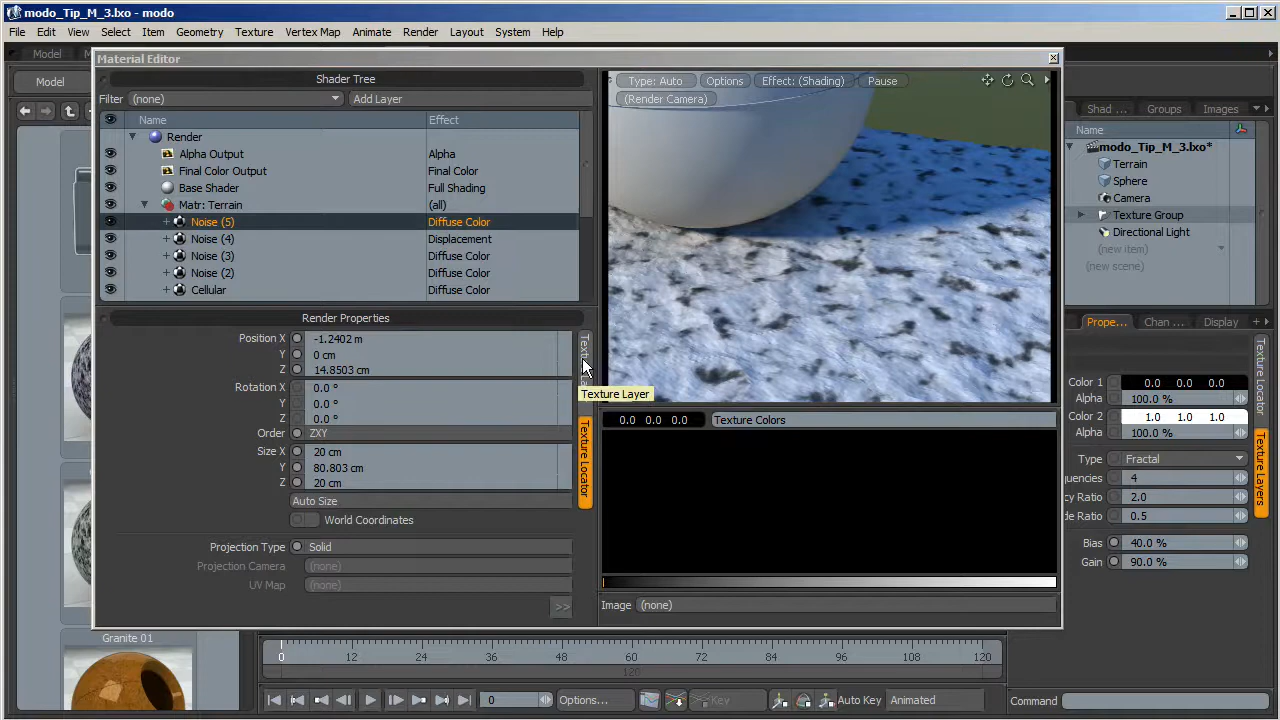 modo_Tip_M_3.lxo - modo
File Edit View Select Item Geometry Texture Vertex Map Animate Render Layout System Help
Model
Model
Granite 01
Material Editor
Shader Tree
Filter (none) Add Layer
Name Effect
Render
Alpha Output Alpha
Final Color Output Final Color
Base Shader Full Shading
Matr: Terrain (all)
Noise (5) Diffuse Color
Noise (4) Displacement
Noise (3) Diffuse Color
Noise (2) Diffuse Color
Cellular Diffuse Color
Render Properties
Position X -1.2402 m
Y 0 cm
Z 14.8503 cm
Rotation X 0.0 °
Y 0.0 °
Z 0.0 °
Order ZXY
Size X 20 cm
Y 80.803 cm
Z 20 cm
Auto Size
World Coordinates
Projection Type Solid
Projection Camera (none)
UV Map (none)
>>
Texture Layer
Texture Locator
Type: Auto Options Effect: (Shading) Pause
(Render Camera)
0.0 0.0 0.0 Texture Colors
Image (none)
Shad ... Groups Images
Name
modo_Tip_M_3.lxo*
Terrain
Sphere
Camera
Texture Group
Directional Light
(new item)
(new scene)
Prope... Chan ... Display +
Color 1 0.0 0.0 0.0
Alpha 100.0 %
Color 2 1.0 1.0 1.0
Alpha 100.0 %
Type Fractal
uencies 4
cy Ratio 2.0
de Ratio 0.5
Bias 40.0 %
Gain 90.0 %
Texture Locator
Texture Layers
0 12 24 36 48 60 72 84 96 108 120
120
0 Options... Key Auto Key Animated Command